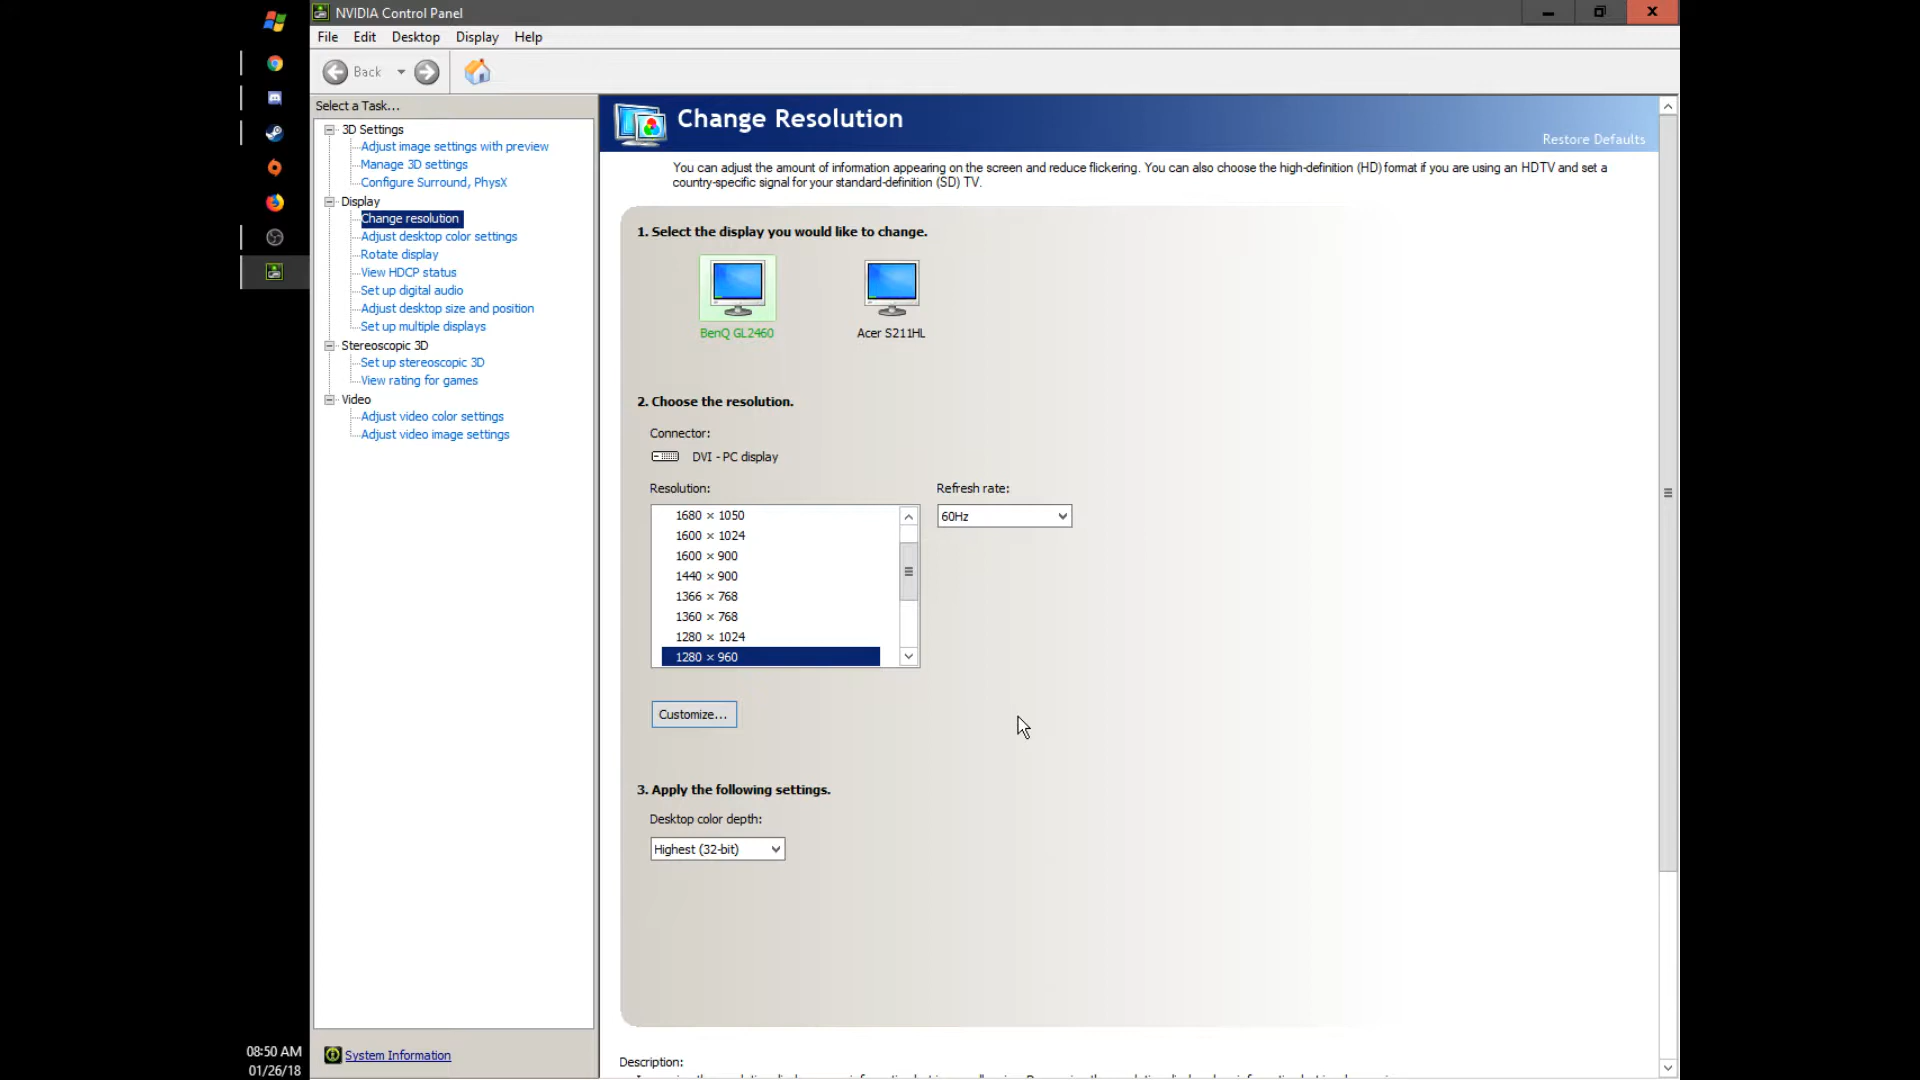 NVIDIA Control Panel
File Edit Desktop Display Help
Back
Select a Task...
3D Settings
Adjust image settings with preview
Manage 3D settings
Configure Surround, PhysX
Display
Change resolution
Adjust desktop color settings
Rotate display
View HDCP status
Set up digital audio
Adjust desktop size and position
Set up multiple displays
Stereoscopic 3D
Set up stereoscopic 3D
View rating for games
Video
Adjust video color settings
Adjust video image settings
System Information
08:50 AM
01/26/18
Change Resolution
Restore Defaults
You can adjust the amount of information appearing on the screen and reduce flickering. You can also choose the high-definition (HD) format if you are using an HDTV and set a
country-specific signal for your standard-definition (SD) TV.
1. Select the display you would like to change.
BenQ GL2460
Acer S211HL
2. Choose the resolution.
Connector:
DVI - PC display
Resolution:
Refresh rate:
60Hz
1680 × 1050
1600 × 1024
1600 × 900
1440 × 900
1366 × 768
1360 × 768
1280 × 1024
1280 × 960
Customize...
3. Apply the following settings.
Desktop color depth:
Highest (32-bit)
Description: